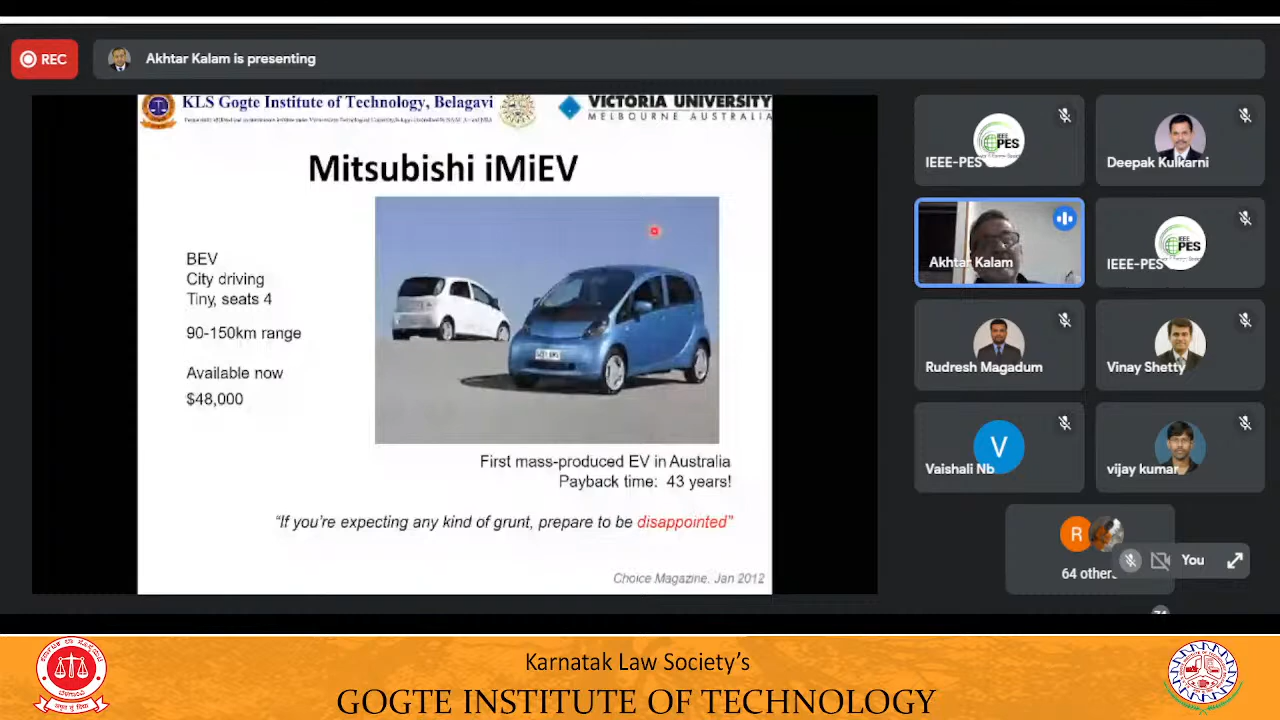 REC
Akhtar Kalam is presenting
KLS Gogte Institute of Technology, Belagavi
VICTORIA UNIVERSITY
MELBOURNE AUSTRALIA
Mitsubishi iMiEV
BEV
City driving
Tiny, seats 4
90-150km range
Available now
$48,000
First mass-produced EV in Australia
Payback time: 43 years!
“If you're expecting any kind of grunt, prepare to be disappointed”
Choice Magazine, Jan 2012
IEEE PES
IEEE-PES
Deepak Kulkarni
Akhtar Kalam
IEEE PES
IEEE-PES
Rudresh Magadum
Vinay Shetty
V
Vaishali Nb
vijay kumar
R
64 others
You
Karnatak Law Society’s
GOGTE INSTITUTE OF TECHNOLOGY